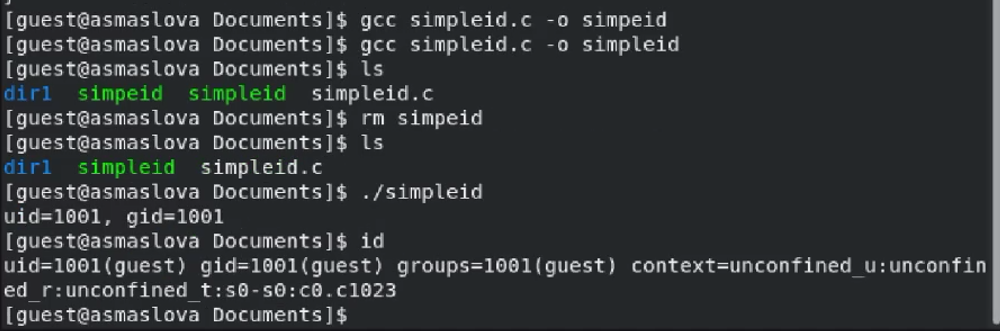 [guest@asmaslova Documents]$ gcc simpleid.c -o simpeid
[guest@asmaslova Documents]$ gcc simpleid.c -o simpleid
[guest@asmaslova Documents]$ ls
dir1  simpeid  simpleid  simpleid.c
[guest@asmaslova Documents]$ rm simpeid
[guest@asmaslova Documents]$ ls
dir1  simpleid  simpleid.c
[guest@asmaslova Documents]$ ./simpleid
uid=1001, gid=1001
[guest@asmaslova Documents]$ id
uid=1001(guest) gid=1001(guest) groups=1001(guest) context=unconfined_u:unconfin
ed_r:unconfined_t:s0-s0:c0.c1023
[guest@asmaslova Documents]$